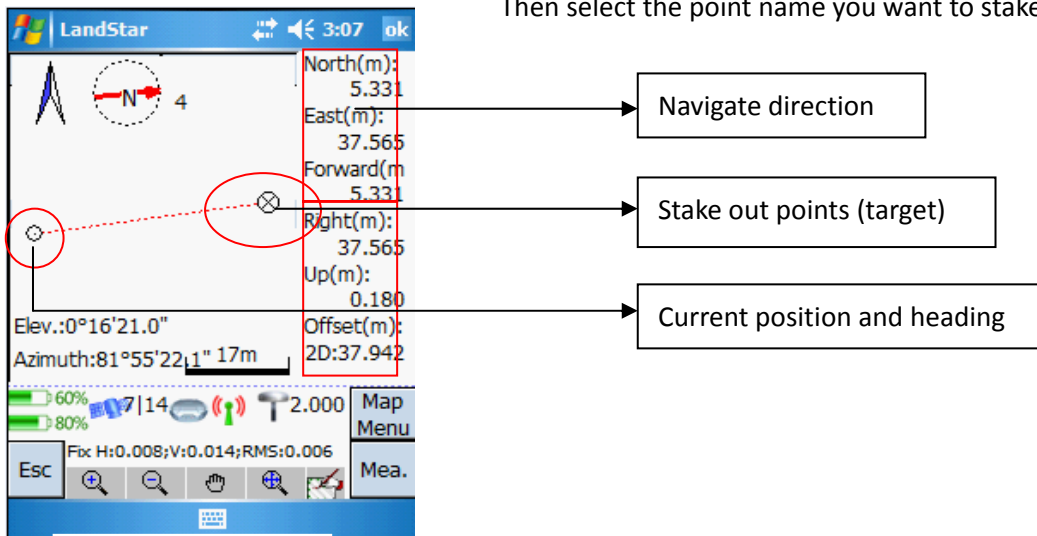 Then select the point name you want to stake
LandStar 3:07 ok
North(m):
5.331
East(m):
37.565
Forward(m
5.331
Right(m):
37.565
Up(m):
0.180
Offset(m):
2D:37.942
N 4
Elev.:0°16'21.0"
Azimuth:81°55'22.1" 17m
60%
80%
7|14
2.000
Map
Menu
Esc
Fix H:0.008;V:0.014;RMS:0.006
Mea.
Navigate direction
Stake out points (target)
Current position and heading